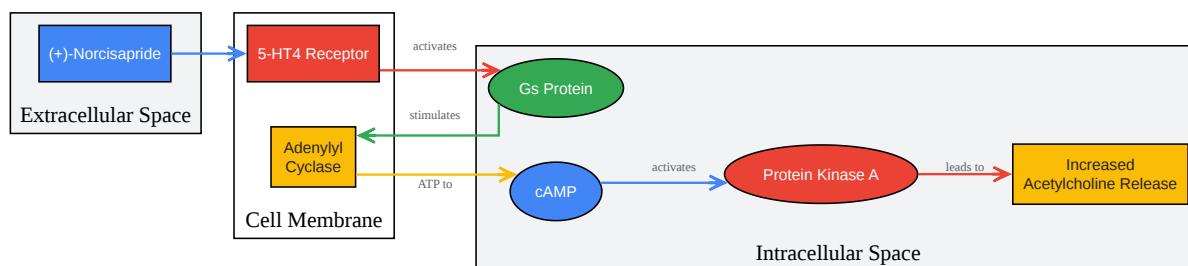 (+)-Norcisapride
Extracellular Space
5-HT4 Receptor
activates
Gs Protein
stimulates
Adenylyl
Cyclase
ATP to
Cell Membrane
cAMP
activates
Protein Kinase A
leads to
Increased
Acetylcholine Release
Intracellular Space